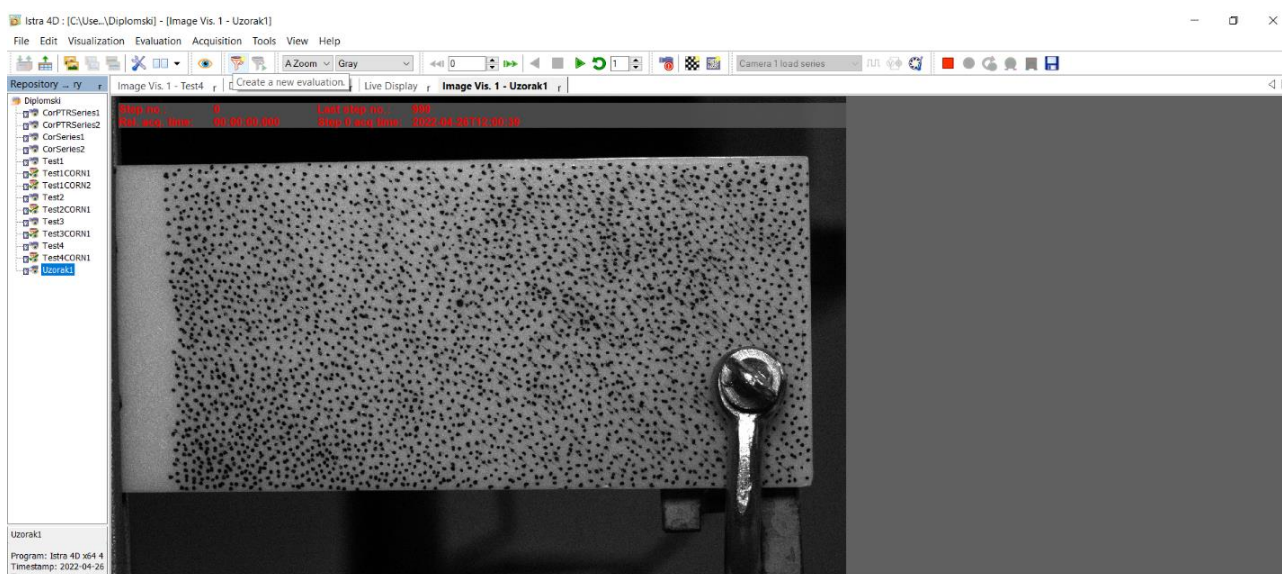 Istra 4D : [C:\Use...\Diplomski] - [Image Vis. 1 - Uzorak1]
File Edit Visualization Evaluation Acquisition Tools View Help
A Zoom Gray 0 1 Camera 1 load series
Create a new evaluation.
Repository ... ry
Image Vis. 1 - Test4 Live Display Image Vis. 1 - Uzorak1
Diplomski
CorPTRSeries1
CorPTRSeries2
CorSeries1
CorSeries2
Test1
Test1CORN1
Test1CORN2
Test2
Test2CORN1
Test3
Test3CORN1
Test4
Test4CORN1
Uzorak1
Step no.: 0 Last step no.:
Rel. acq. time: Step 0 acq time:
Uzorak1
Program: Istra 4D x64 4
Timestamp: 2022-04-26